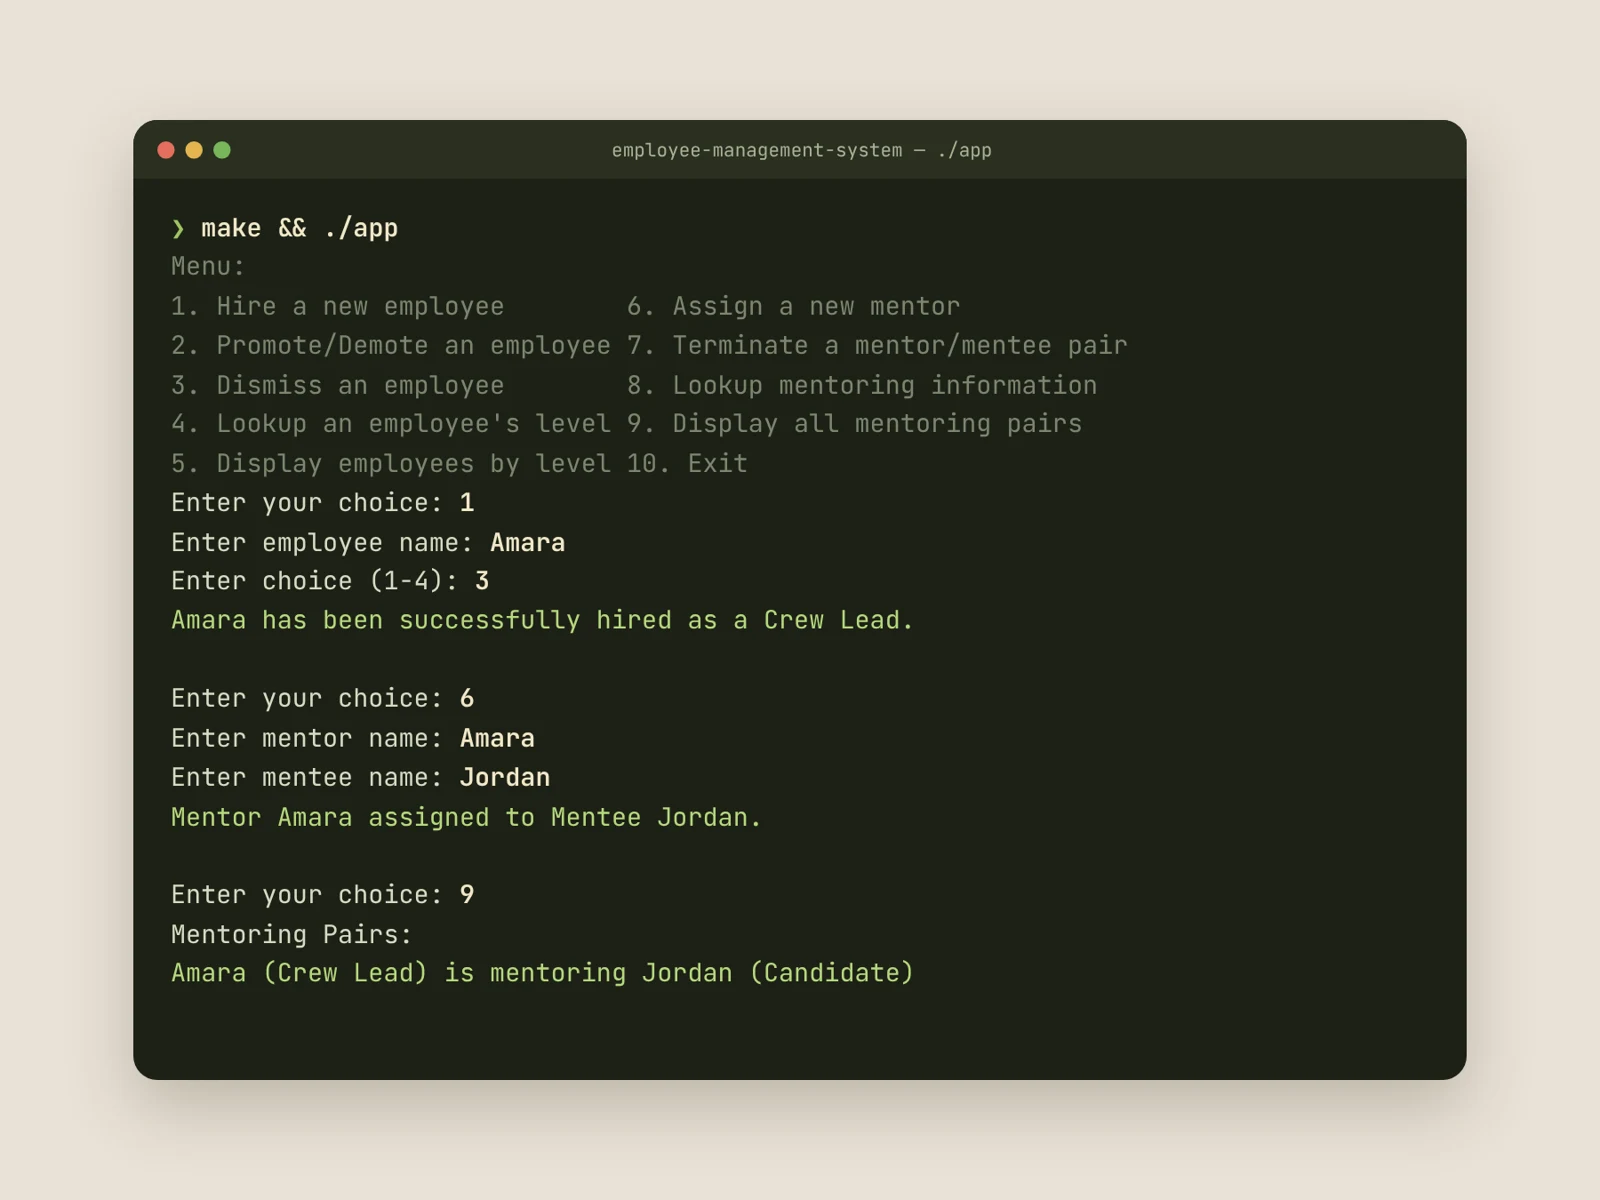 employee-management-system — ./app
❯ make && ./app
Menu:
1. Hire a new employee        6. Assign a new mentor
2. Promote/Demote an employee 7. Terminate a mentor/mentee pair
3. Dismiss an employee        8. Lookup mentoring information
4. Lookup an employee's level 9. Display all mentoring pairs
5. Display employees by level 10. Exit
Enter your choice: 1
Enter employee name: Amara
Enter choice (1-4): 3
Amara has been successfully hired as a Crew Lead.
Enter your choice: 6
Enter mentor name: Amara
Enter mentee name: Jordan
Mentor Amara assigned to Mentee Jordan.
Enter your choice: 9
Mentoring Pairs:
Amara (Crew Lead) is mentoring Jordan (Candidate)